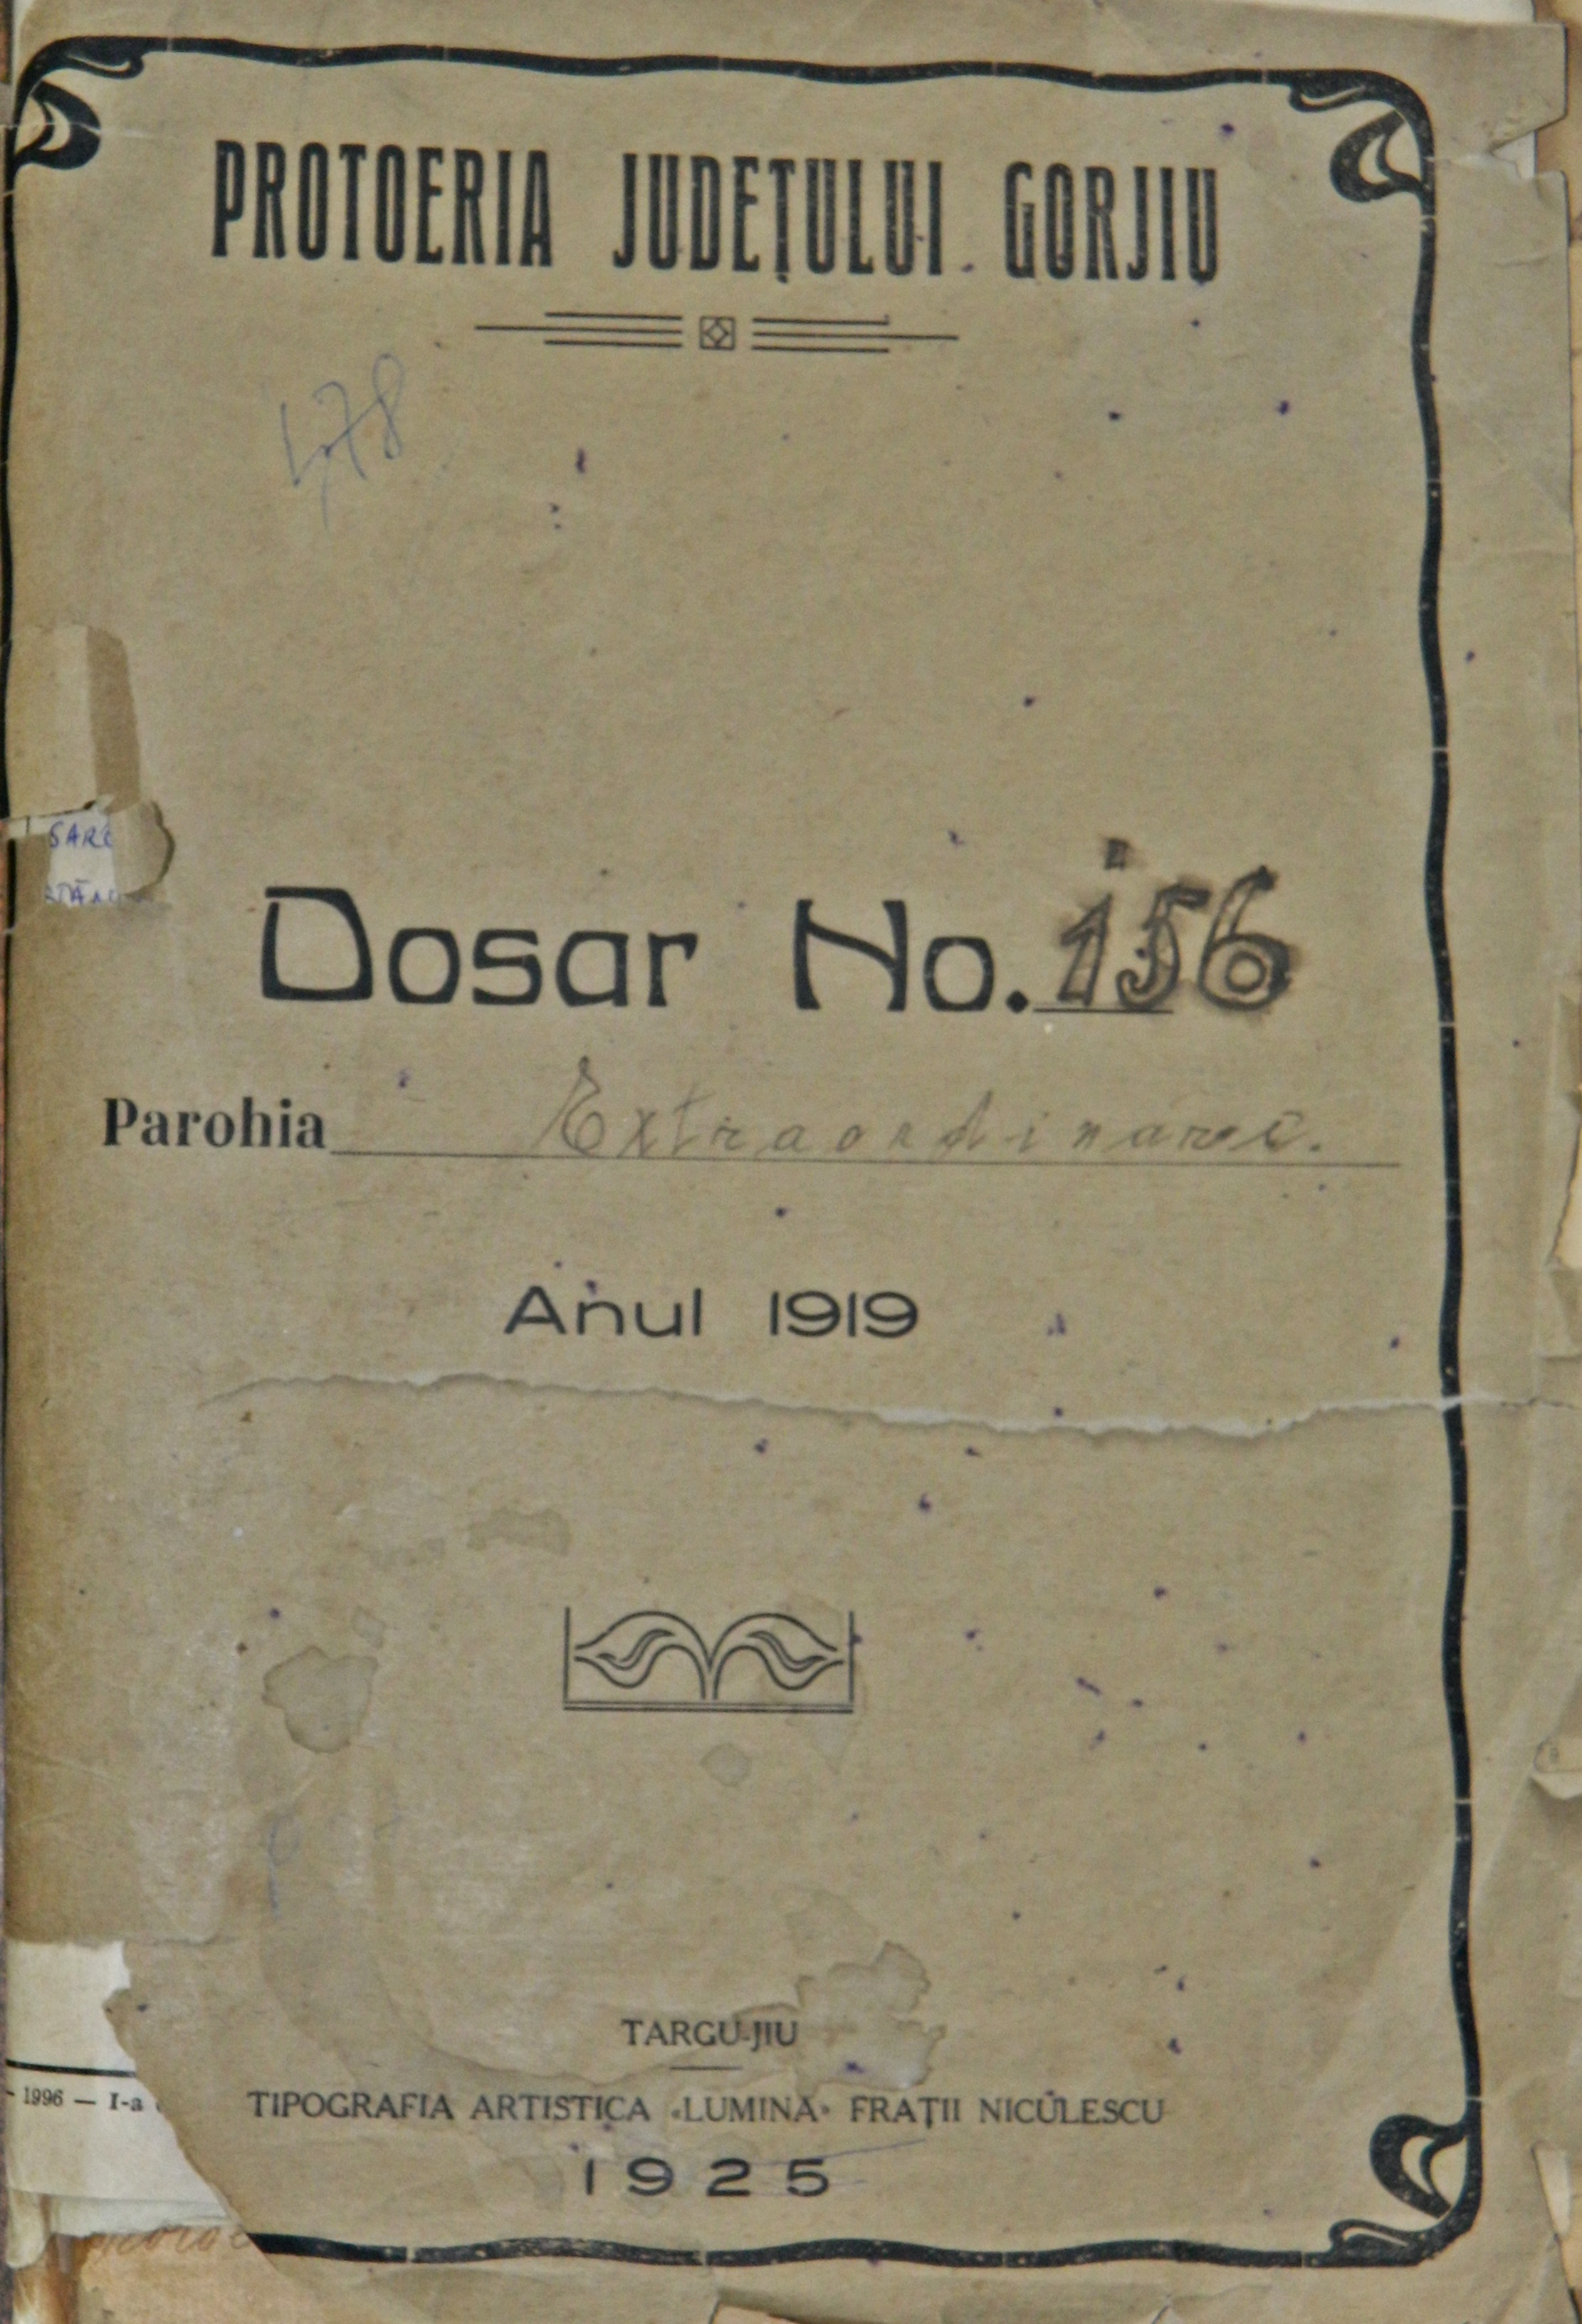 PROTOERIA JUDEȚULUI GORJIU
478
Dosar No. 156
Parohia Extraordinare.
Anul 1919
TARGU-JIU
1996 — I-a
TIPOGRAFIA ARTISTICA «LUMINA» FRAȚII NICULESCU
1925